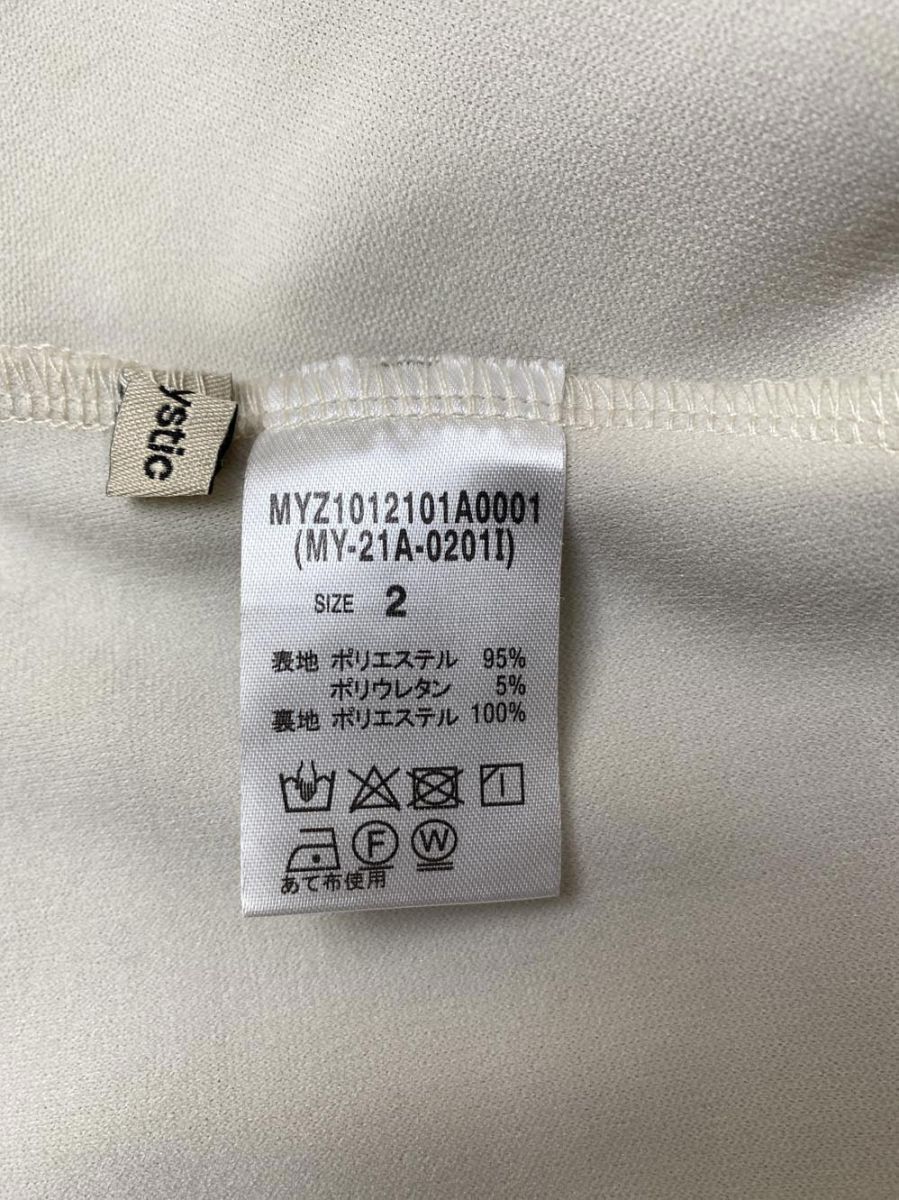 ystic
MYZ1012101A0001
(MY-21A-0201I)
SIZE 2
表地 ポリエステル 95%
ポリウレタン 5%
裏地 ポリエステル 100%
F W
あて布使用